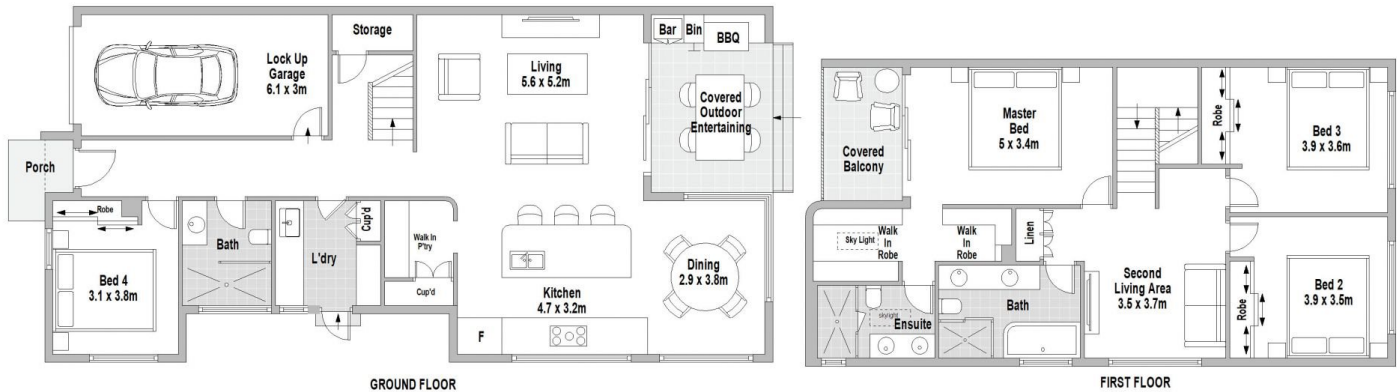 Storage
Lock Up
Garage
6.1 x 3m
Living
5.6 x 5.2m
Bar
Bin
BBQ
Covered
Outdoor
Entertaining
Porch
Robe
Bed 4
3.1 x 3.8m
Bath
L'dry
Cup'd
Walk In
P'try
Cup'd
Kitchen
4.7 x 3.2m
F
Dining
2.9 x 3.8m
GROUND FLOOR
Covered
Balcony
Master
Bed
5 x 3.4m
Robe
Bed 3
3.9 x 3.6m
Sky Light
Walk
In
Robe
Walk
In
Robe
Linen
skylight
Ensuite
Bath
Second
Living Area
3.5 x 3.7m
Robe
Bed 2
3.9 x 3.5m
FIRST FLOOR